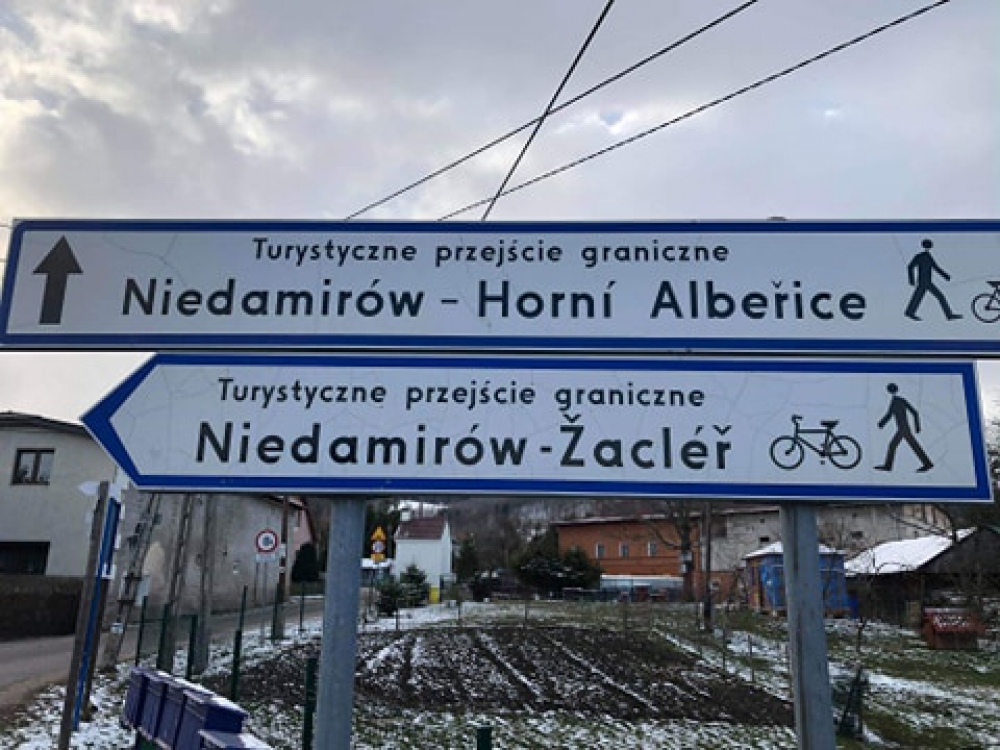 Turystyczne przejście graniczne
Niedamirów - Horní Albeřice
Turystyczne przejście graniczne
Niedamirów - Žacléř